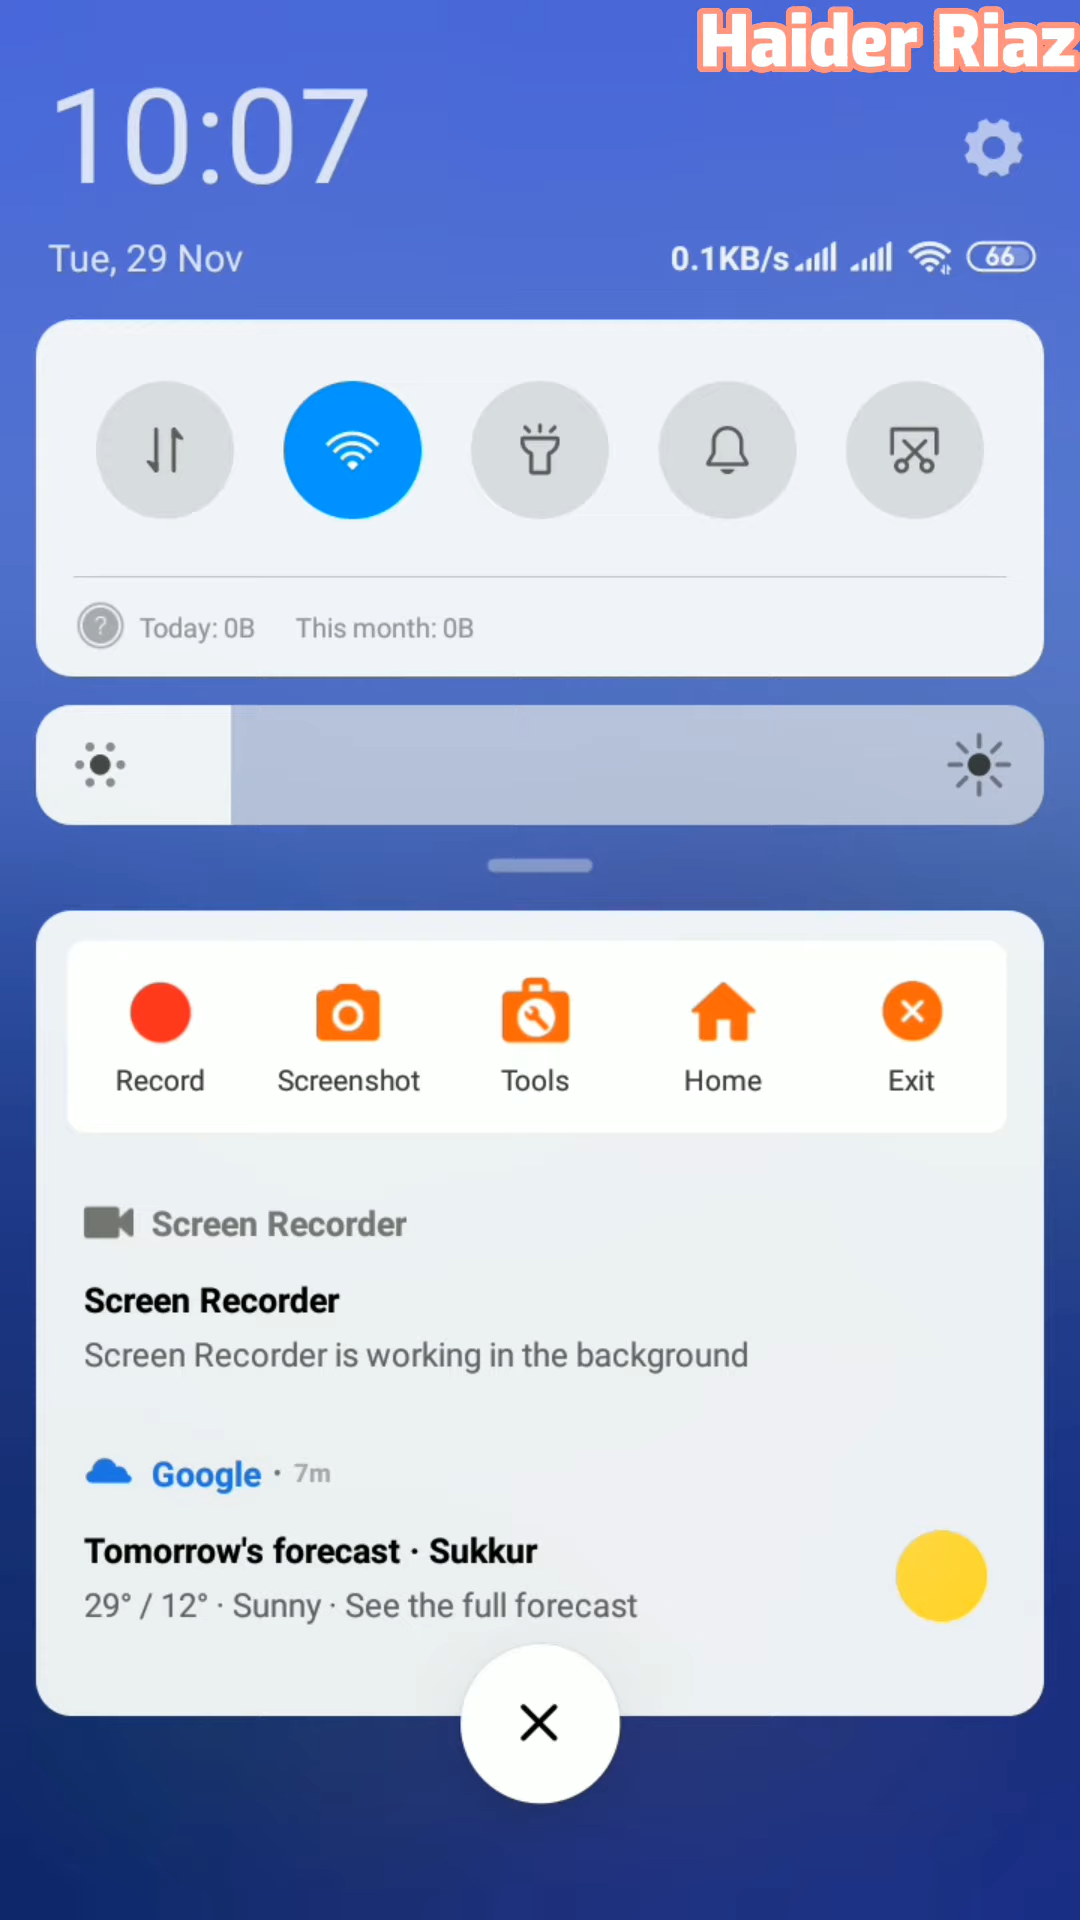 Haider Riaz
10:07
Tue, 29 Nov
0.1KB/s 66
Today: 0B This month: 0B
Record Screenshot Tools Home Exit
Screen Recorder
Screen Recorder
Screen Recorder is working in the background
Google · 7m
Tomorrow's forecast · Sukkur
29° / 12° · Sunny · See the full forecast